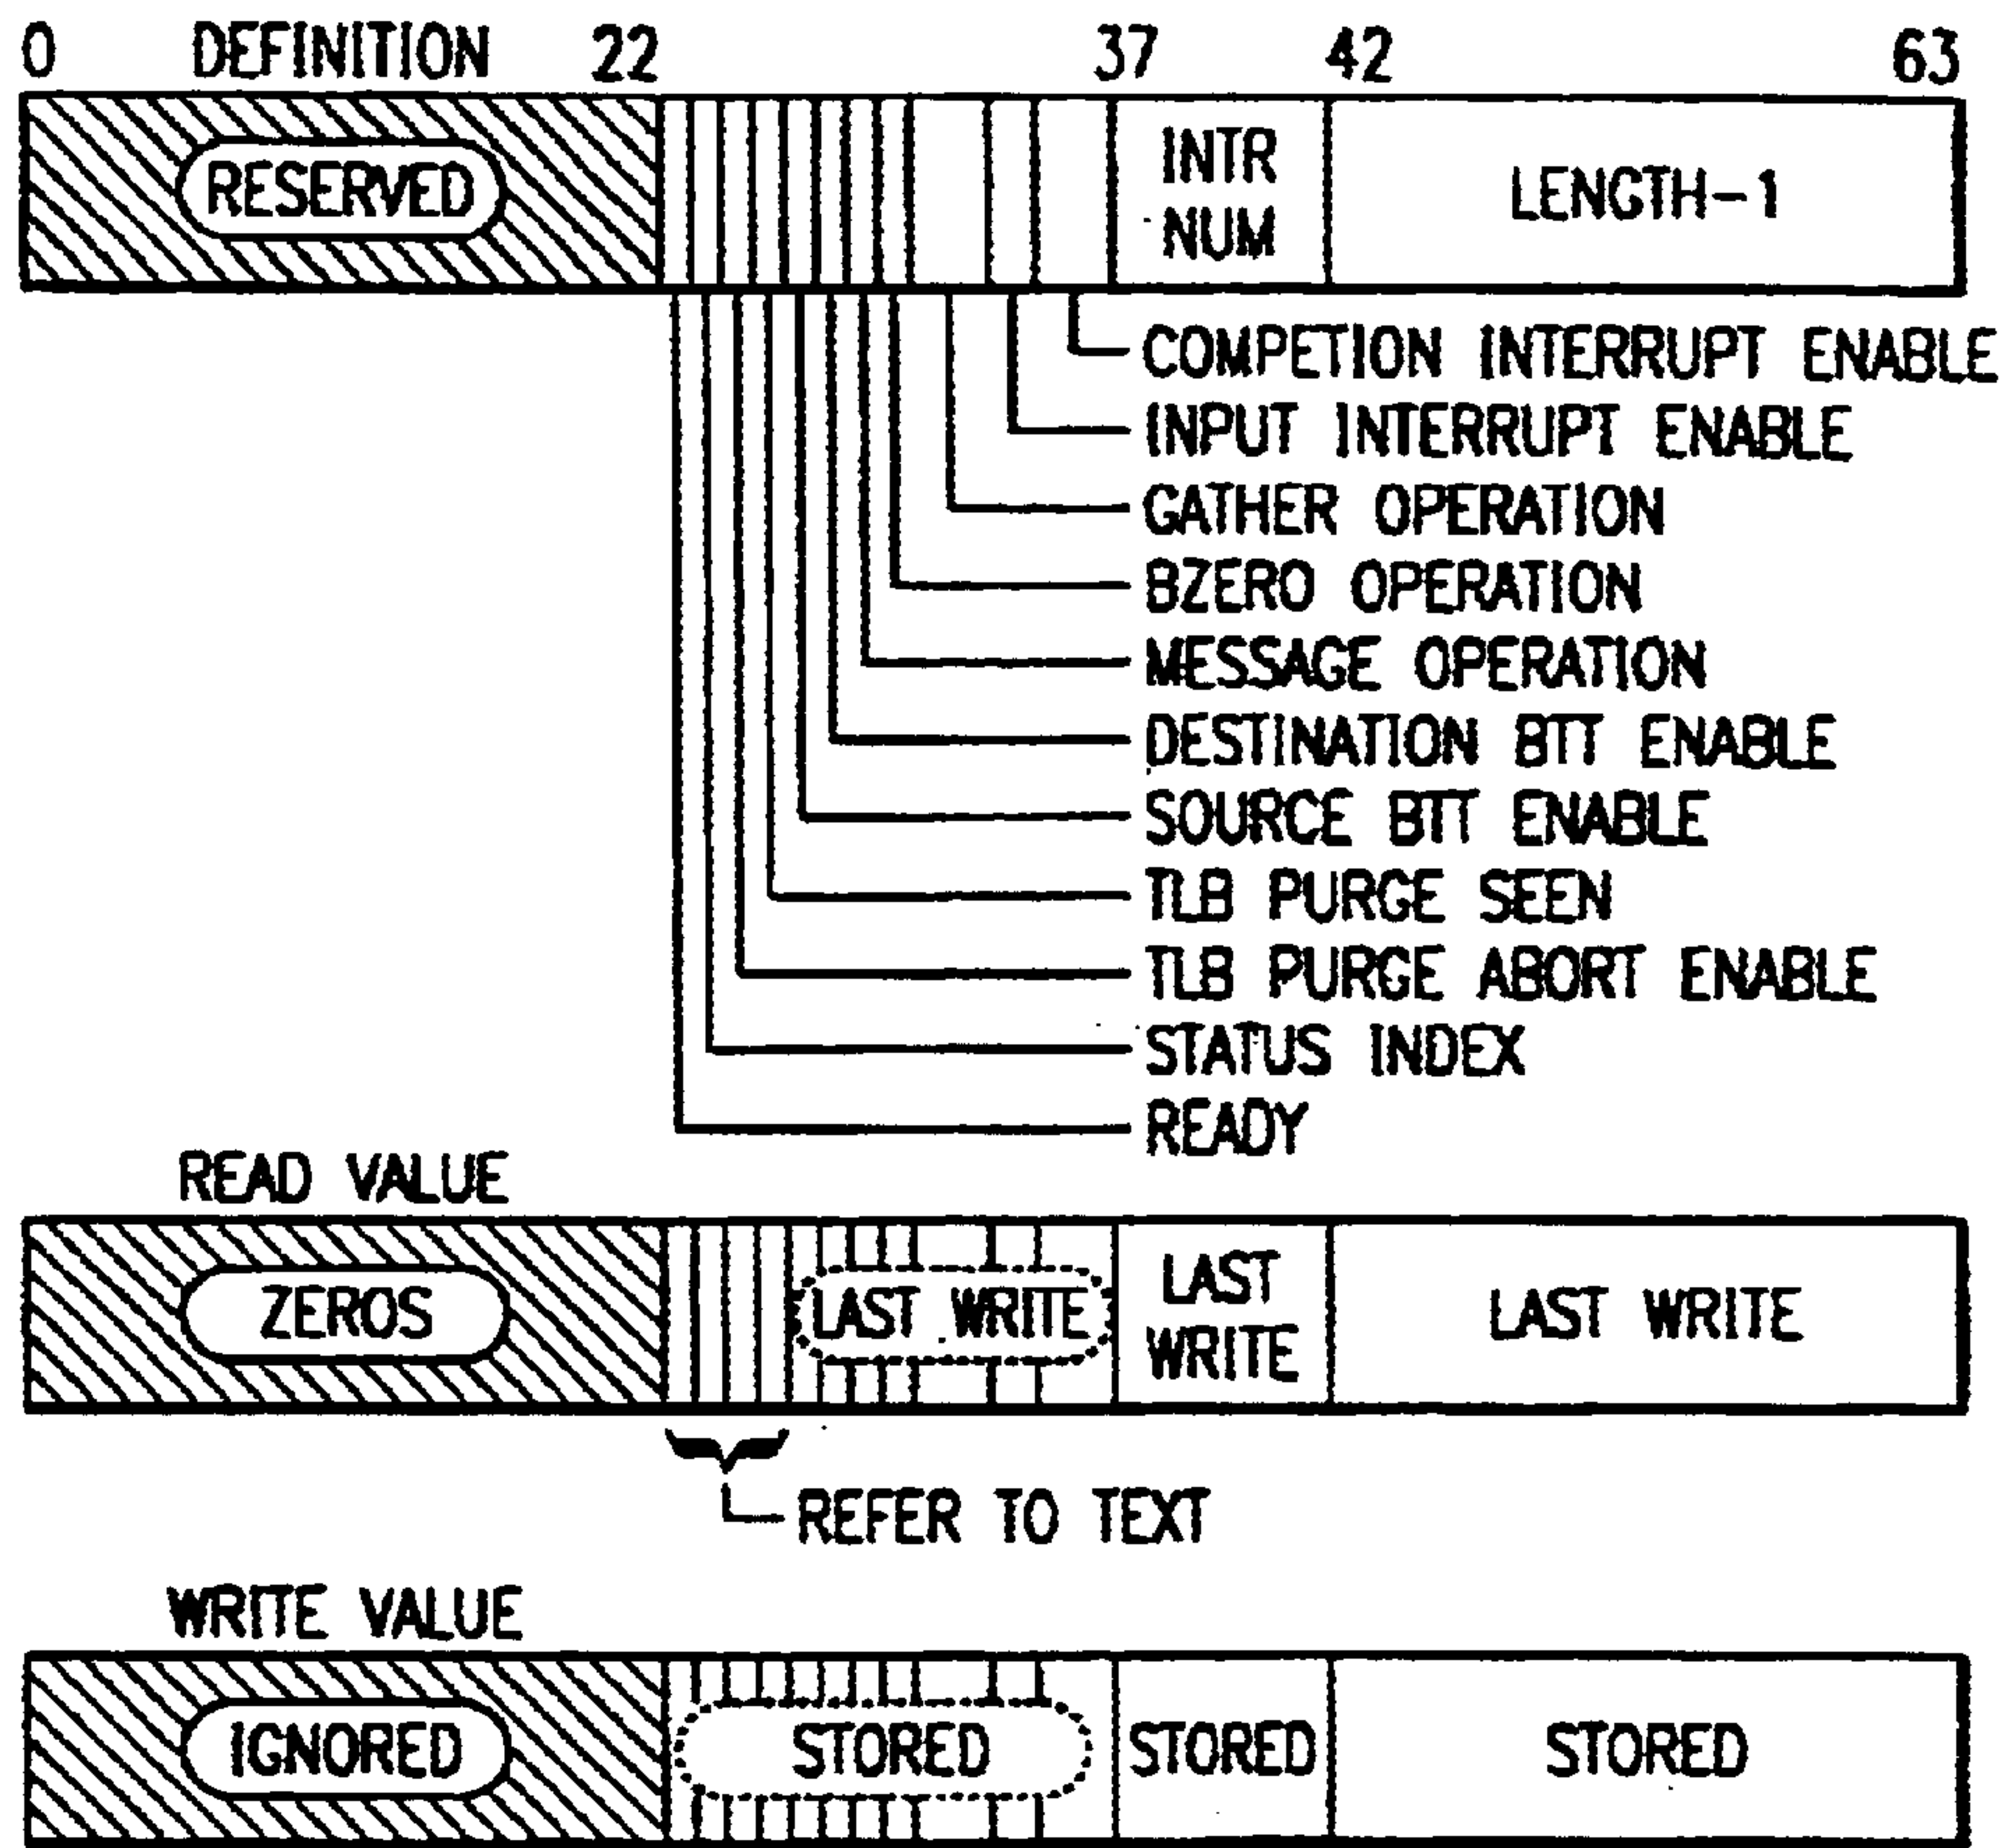 0 DEFINITION 22 37 42 63
RESERVED
INTR
NUM
LENGTH-1
COMPETION INTERRUPT ENABLE
INPUT INTERRUPT ENABLE
GATHER OPERATION
BZERO OPERATION
MESSAGE OPERATION
DESTINATION BTT ENABLE
SOURCE BTT ENABLE
TLB PURGE SEEN
TLB PURGE ABORT ENABLE
STATUS INDEX
READY
READ VALUE
ZEROS
LAST WRITE
LAST
WRITE
LAST WRITE
REFER TO TEXT
WRITE VALUE
IGNORED
STORED
STORED
STORED